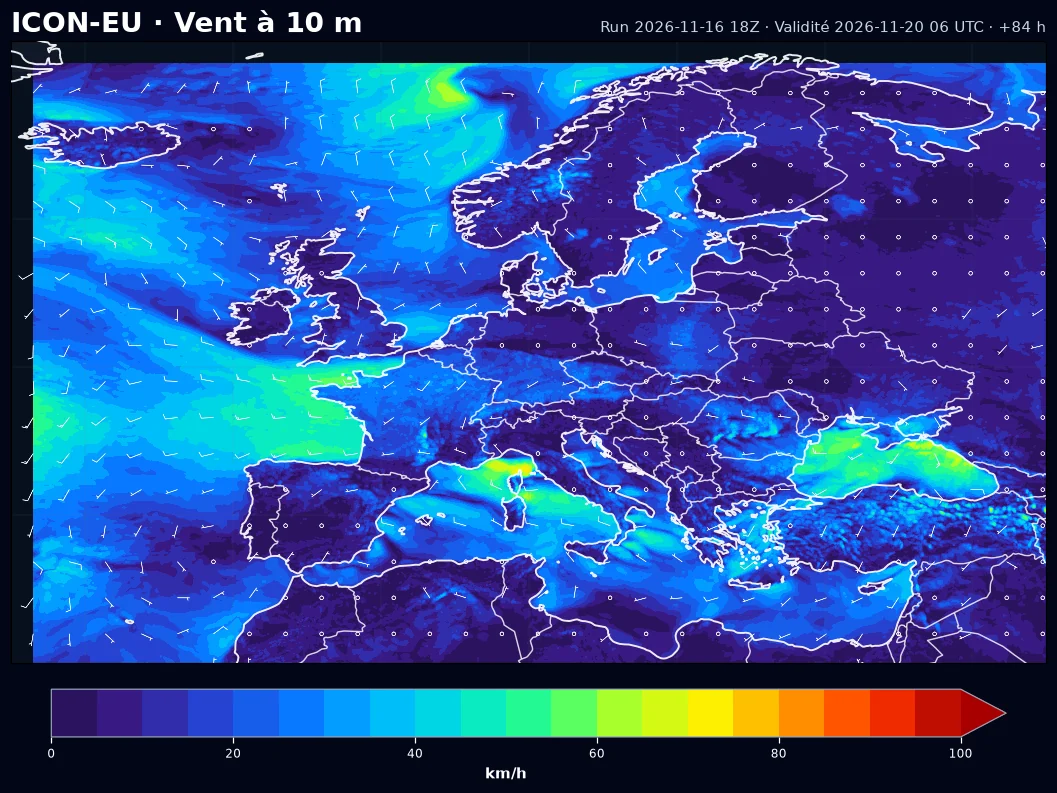 ICON-EU · Vent à 10 m
Run 2026-11-16 18Z · Validité 2026-11-20 06 UTC · +84 h
0 20 40 60 80 100
km/h